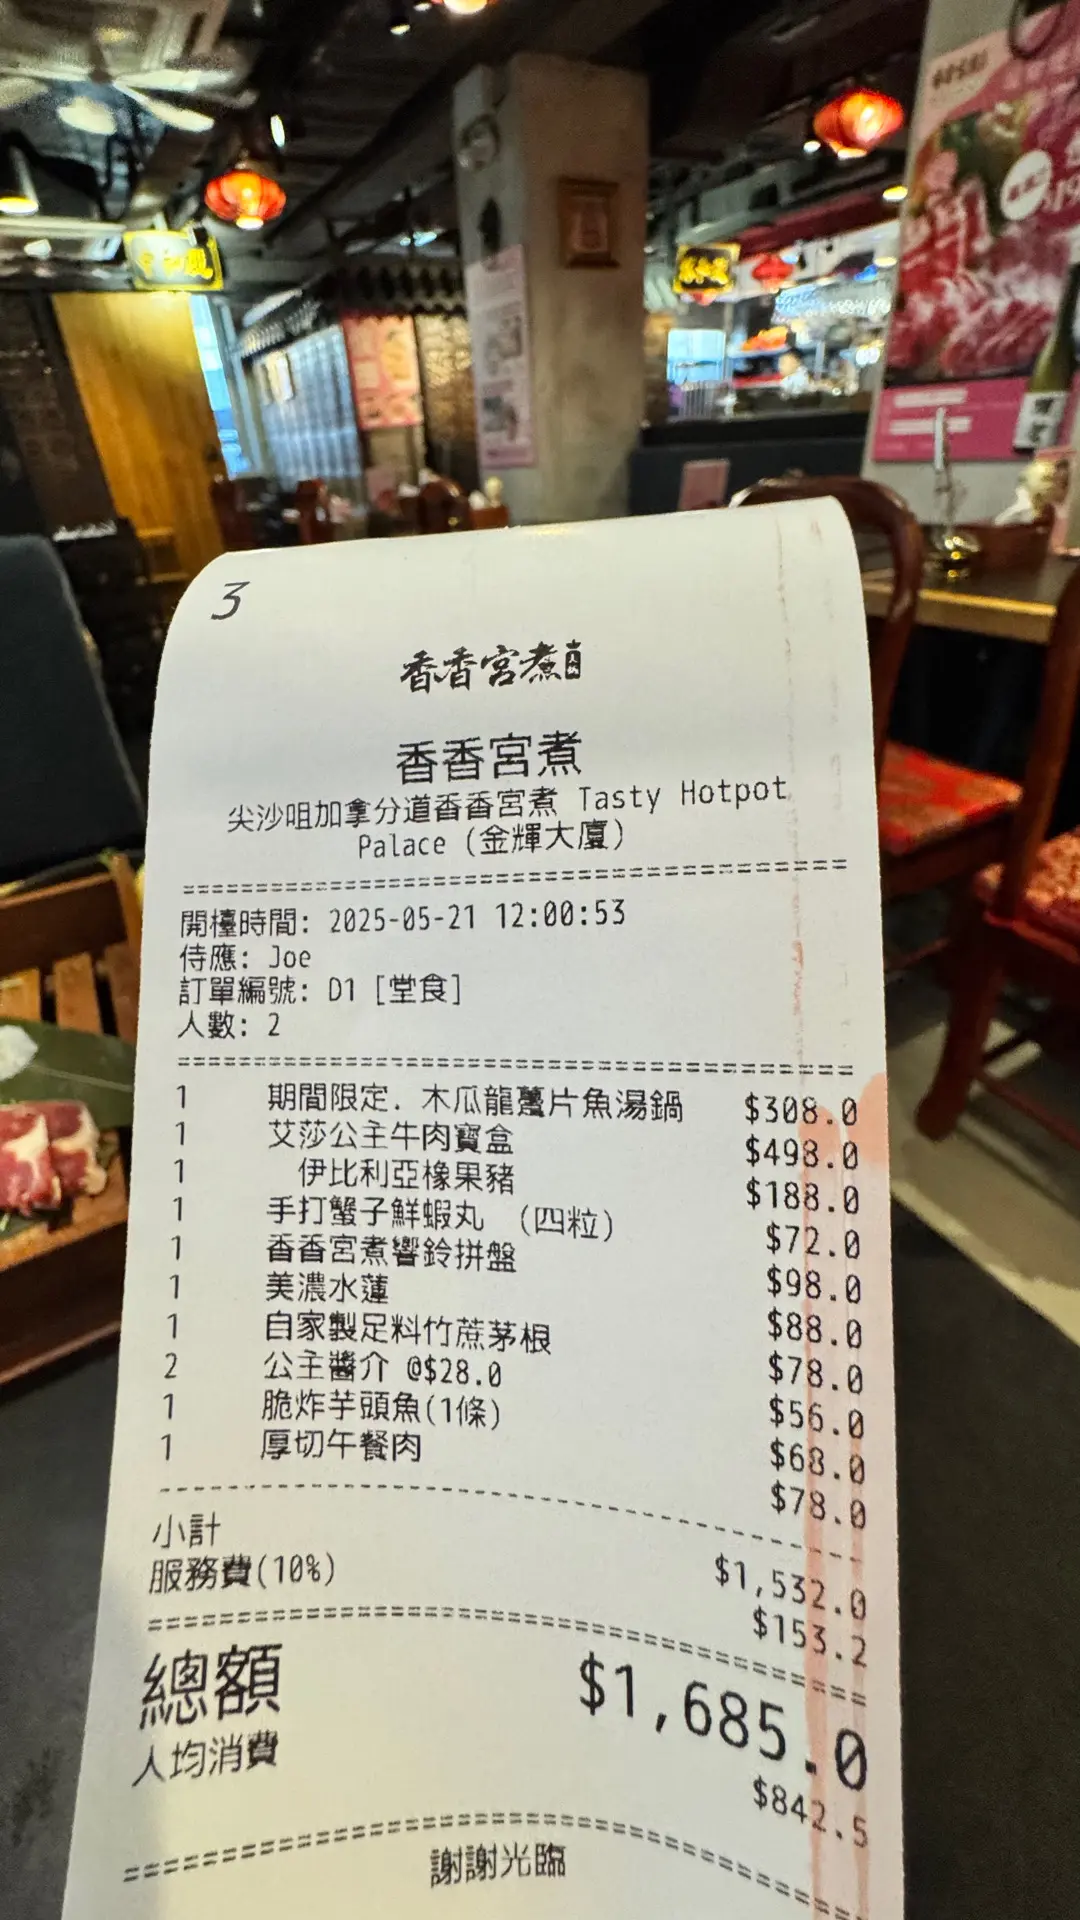 3
香香宮煮
香香宮煮
尖沙咀加拿分道香香宮煮 Tasty Hotpot
Palace (金輝大廈)
開檯時間: 2025-05-21 12:00:53
侍應: Joe
訂單編號: D1 [堂食]
人數: 2
1 期間限定. 木瓜龍躉片魚湯鍋 $308.0
1 艾莎公主牛肉寶盒 $498.0
1 伊比利亞橡果豬 $188.0
1 手打蟹子鮮蝦丸 (四粒) $72.0
1 香香宮煮響鈴拼盤 $98.0
1 美濃水蓮 $88.0
1 自家製足料竹蔗茅根 $78.0
2 公主醬介 @$28.0 $56.0
1 脆炸芋頭魚(1條) $68.0
1 厚切午餐肉 $78.0
小計 $1,532.0
服務費(10%) $153.2
總額 $1,685.0
人均消費 $842.5
謝謝光臨